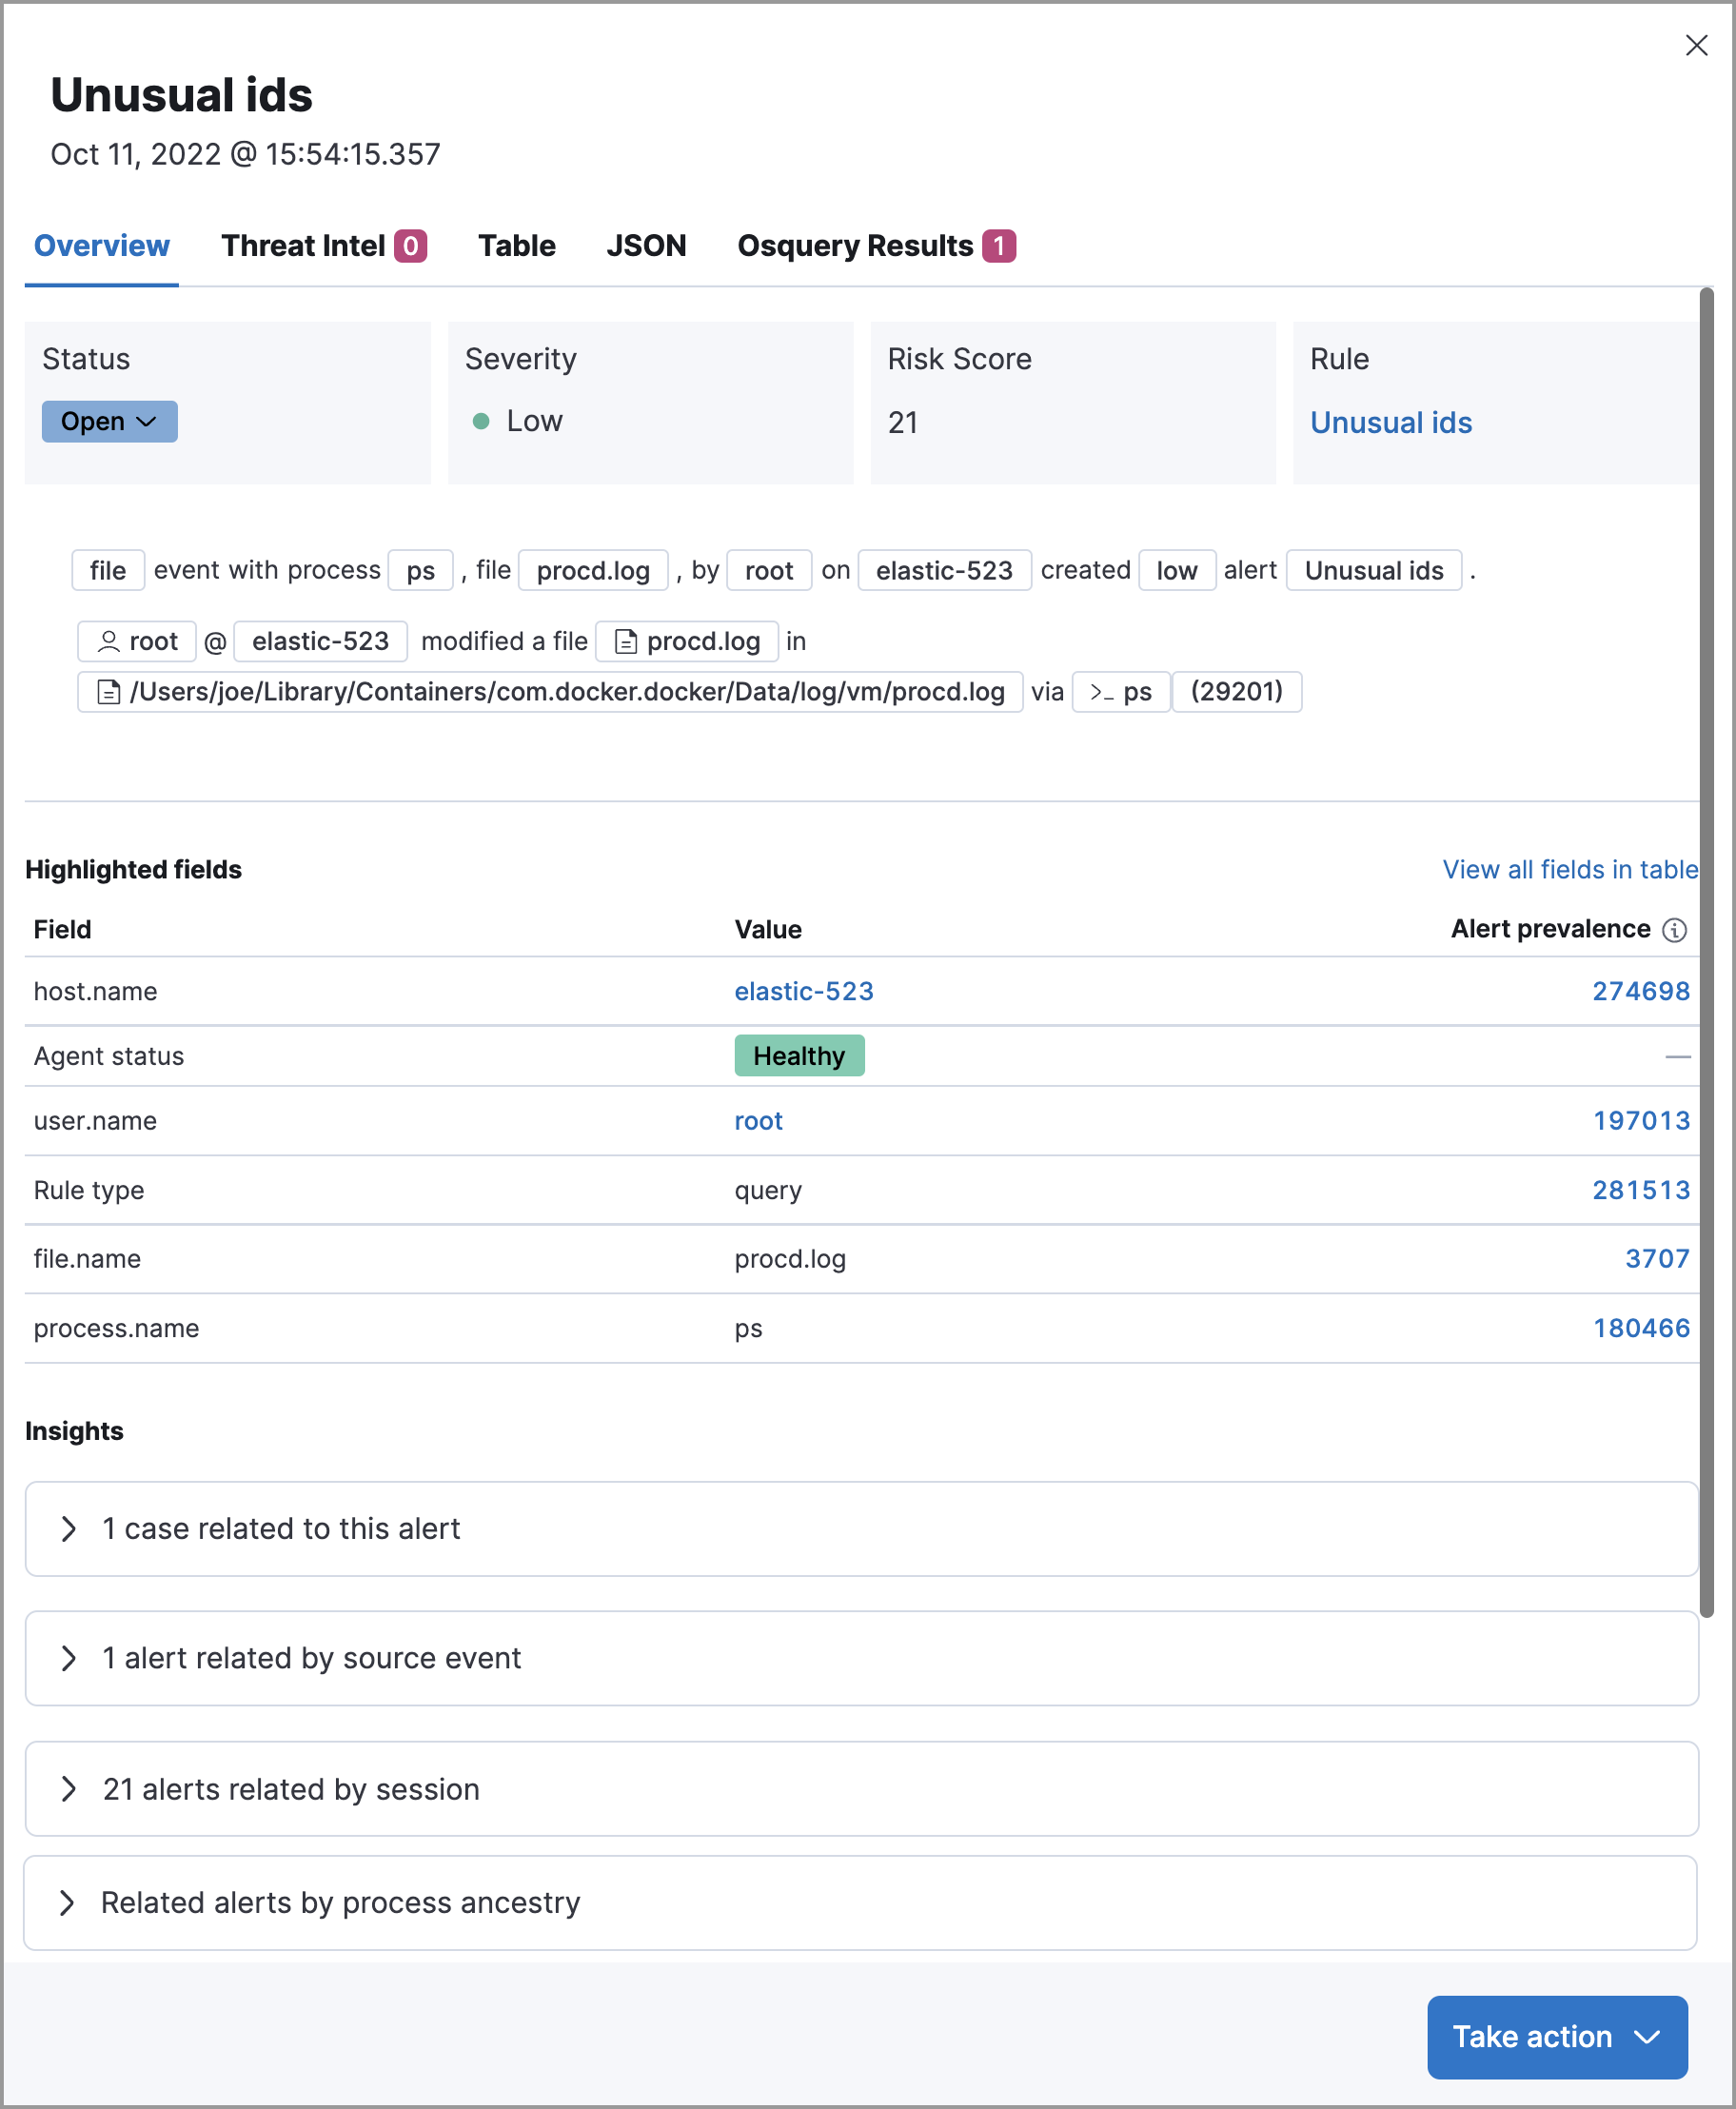 Unusual ids
Oct 11, 2022 @ 15:54:15.357
Overview Threat Intel 0 Table JSON Osquery Results 1
Status Severity Risk Score Rule
Open Low 21 Unusual ids
file event with process ps , file procd.log , by root on elastic-523 created low alert Unusual ids .
root @ elastic-523 modified a file procd.log in
/Users/joe/Library/Containers/com.docker.docker/Data/log/vm/procd.log via >_ ps (29201)
Highlighted fields View all fields in table
Field Value Alert prevalence
host.name elastic-523 274698
Agent status Healthy —
user.name root 197013
Rule type query 281513
file.name procd.log 3707
process.name ps 180466
Insights
1 case related to this alert
1 alert related by source event
21 alerts related by session
Related alerts by process ancestry
Take action